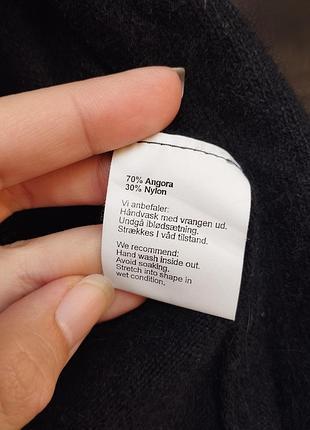 70% Angora
30% Nylon
Vi anbefaler:
Håndvask med vrangen ud.
Undgå iblødsætning.
Strækkes I våd tilstand.
We recommend:
Hand wash Inside out.
Avoid soaking.
Stretch into shape in
wet condition.